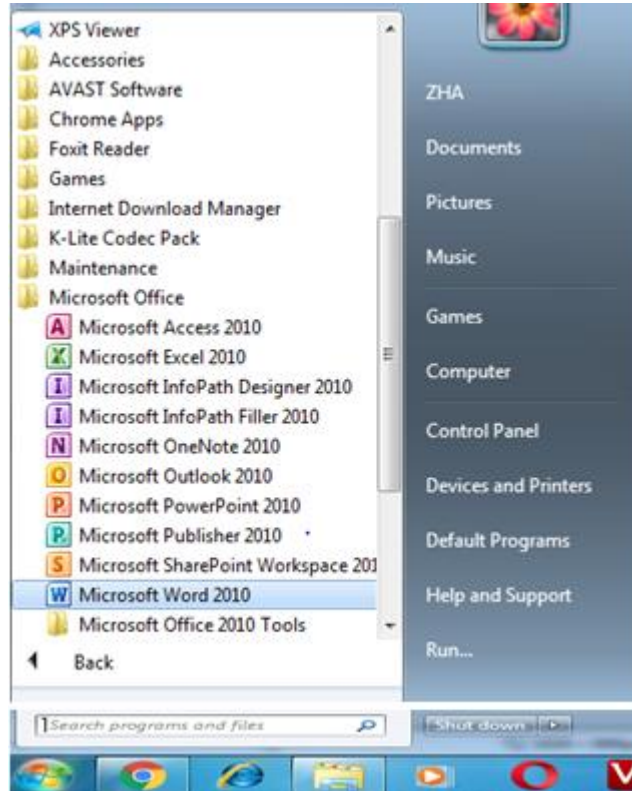 XPS Viewer
Accessories
AVAST Software
Chrome Apps
Foxit Reader
Games
Internet Download Manager
K-Lite Codec Pack
Maintenance
Microsoft Office
Microsoft Access 2010
Microsoft Excel 2010
Microsoft InfoPath Designer 2010
Microsoft InfoPath Filler 2010
Microsoft OneNote 2010
Microsoft Outlook 2010
Microsoft PowerPoint 2010
Microsoft Publisher 2010
Microsoft SharePoint Workspace 201
Microsoft Word 2010
Microsoft Office 2010 Tools
Back
Search programs and files
ZHA
Documents
Pictures
Music
Games
Computer
Control Panel
Devices and Printers
Default Programs
Help and Support
Run...
Shut down